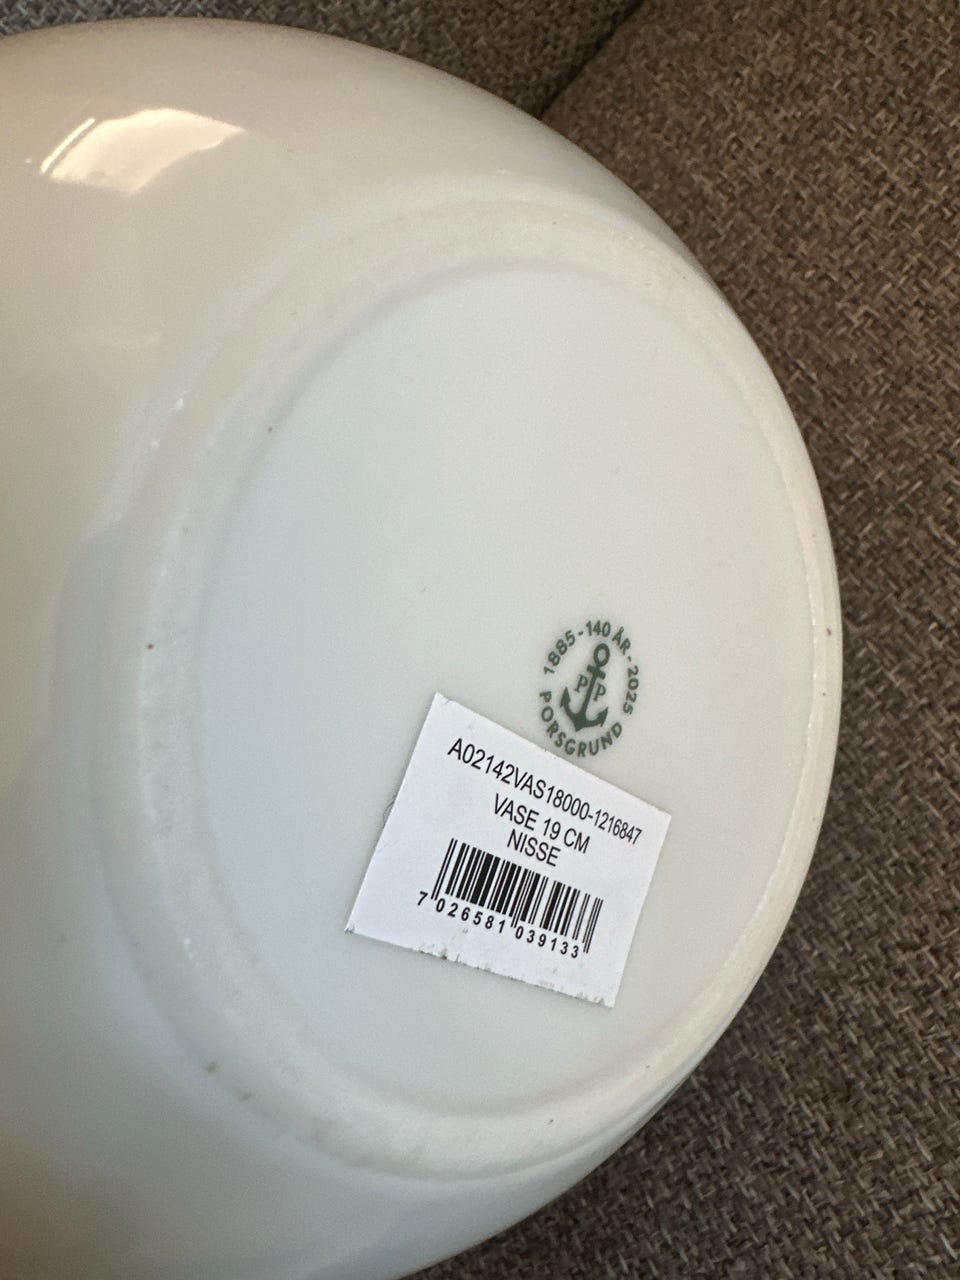 1885-140 ÅR-2025
PP
PORSGRUND
A02142VAS18000-1216847
VASE 19 CM
NISSE
7 026581 039133